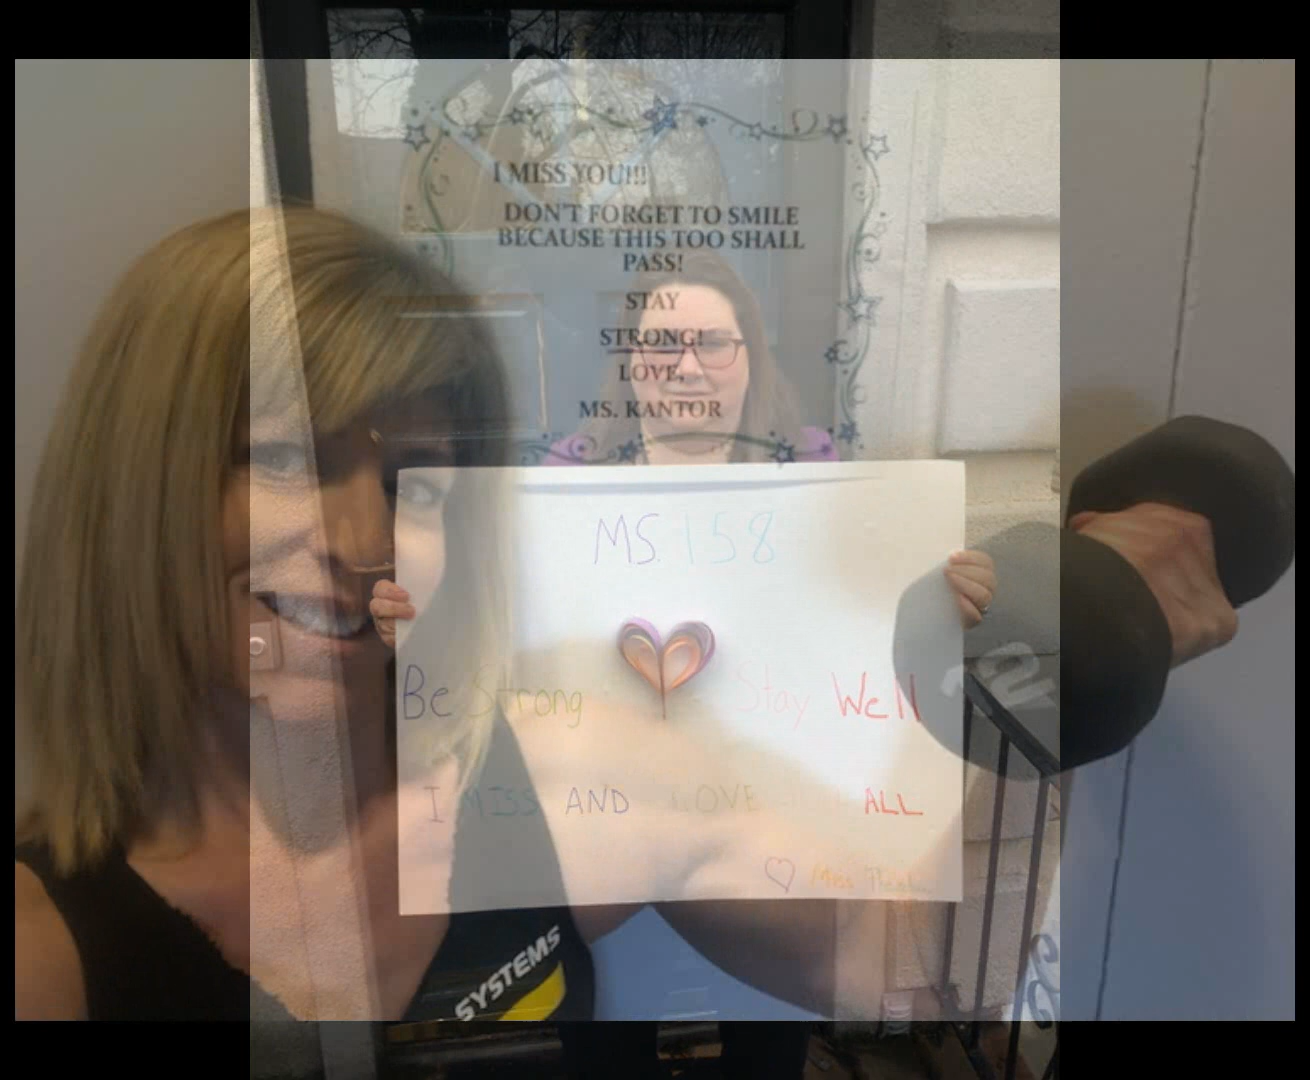 I MISS YOU!!!
DON'T FORGET TO SMILE
BECAUSE THIS TOO SHALL
PASS!
STAY
STRONG!
LOVE,
MS. KANTOR
MS. 158
Be Strong Stay Well
I MISS AND LOVE ALL
Miss
SYSTEMS